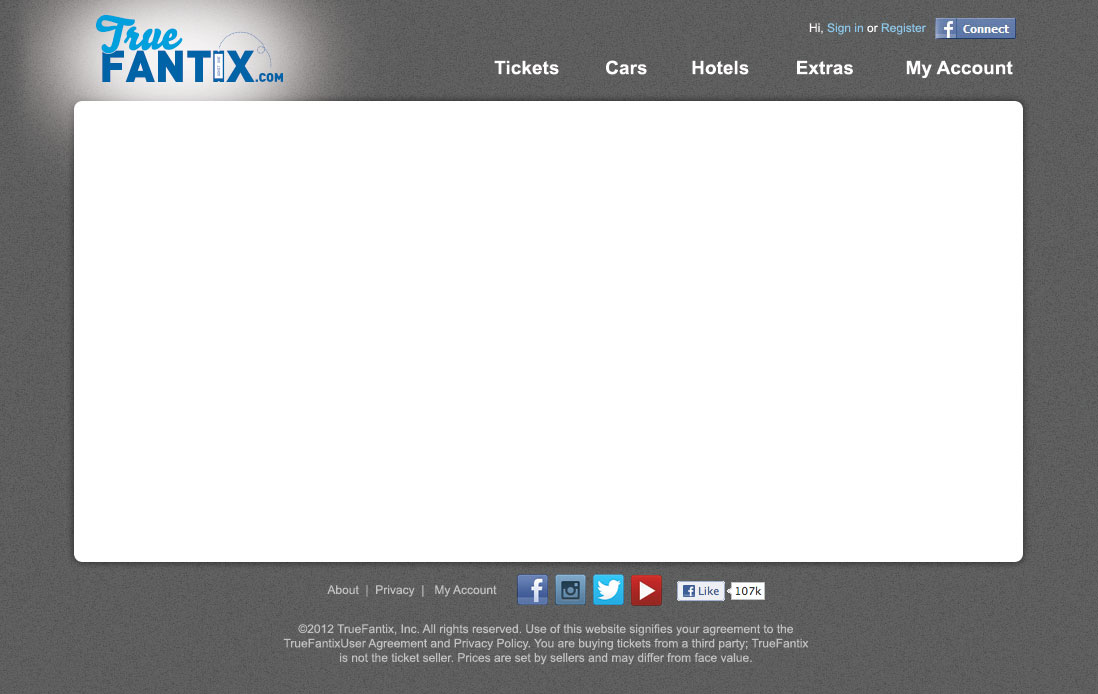 True
FANTIX.COM
Hi, Sign in or Register
Connect
Tickets Cars Hotels Extras My Account
About | Privacy | My Account
Like 107k
©2012 TrueFantix, Inc. All rights reserved. Use of this website signifies your agreement to the
TrueFantixUser Agreement and Privacy Policy. You are buying tickets from a third party; TrueFantix
is not the ticket seller. Prices are set by sellers and may differ from face value.